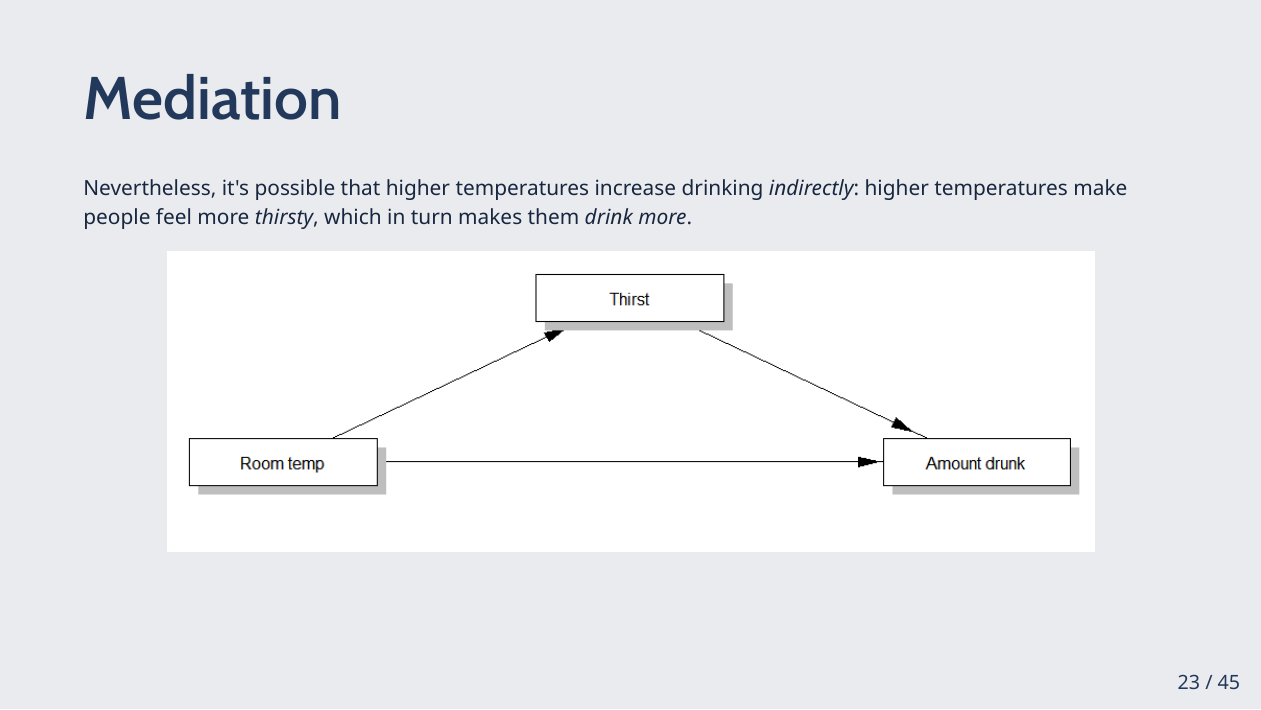 Mediation
Nevertheless, it's possible that higher temperatures increase drinking indirectly: higher temperatures make
people feel more thirsty, which in turn makes them drink more.
Thirst
Room temp
Amount drunk
23 / 45